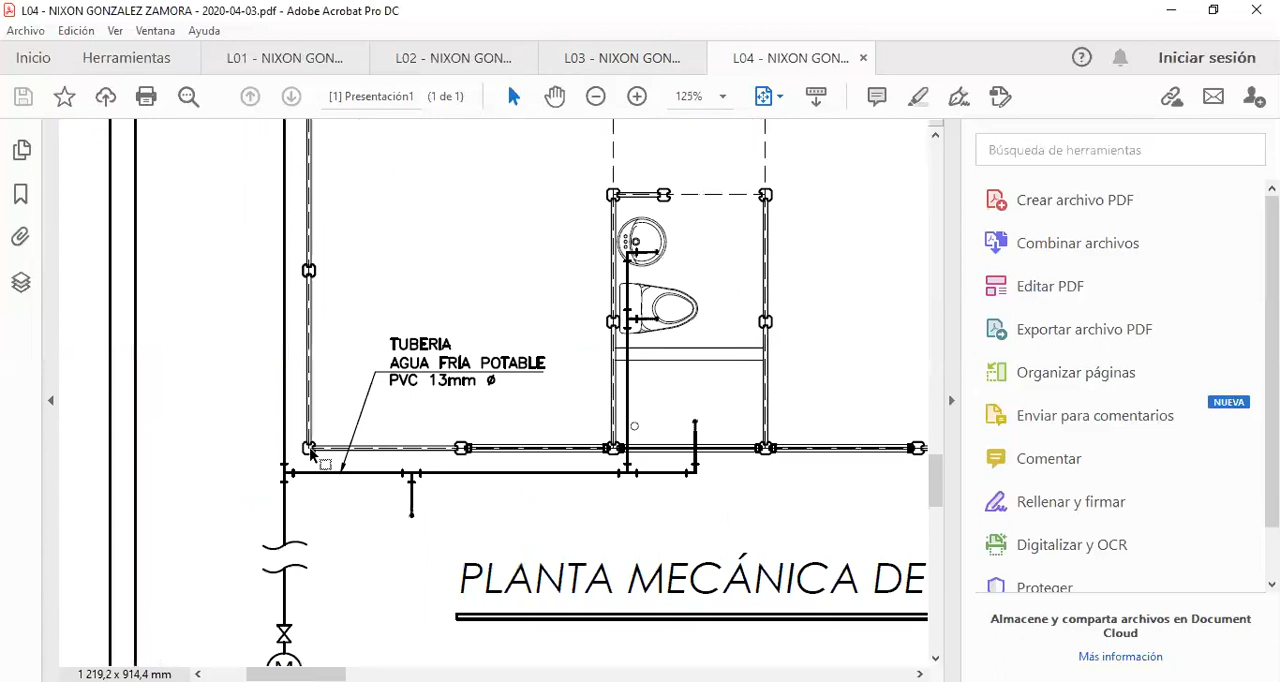 L04 - NIXON GONZALEZ ZAMORA - 2020-04-03.pdf - Adobe Acrobat Pro DC
Archivo Edición Ver Ventana Ayuda
Inicio Herramientas L01 - NIXON GON... L02 - NIXON GON... L03 - NIXON GON... L04 - NIXON GON... ×
[1] Presentación1 (1 de 1) 125% Iniciar sesión
Búsqueda de herramientas
Crear archivo PDF
Combinar archivos
Editar PDF
Exportar archivo PDF
Organizar páginas
NUEVA
Enviar para comentarios
Comentar
Rellenar y firmar
Digitalizar y OCR
Proteger
Almacene y comparta archivos en Document
Cloud
Más información
TUBERIA
AGUA FRÍA POTABLE
PVC 13mm ø
PLANTA MECÁNICA DE
M
1 219,2 x 914,4 mm